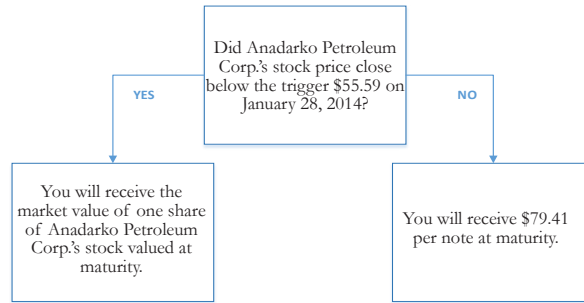 Did Anadarko Petroleum
Corp.'s stock price close
below the trigger $55.59 on
January 28, 2014?
YES
NO
You will receive the
market value of one share
of Anadarko Petroleum
Corp.'s stock valued at
maturity.
You will receive $79.41
per note at maturity.